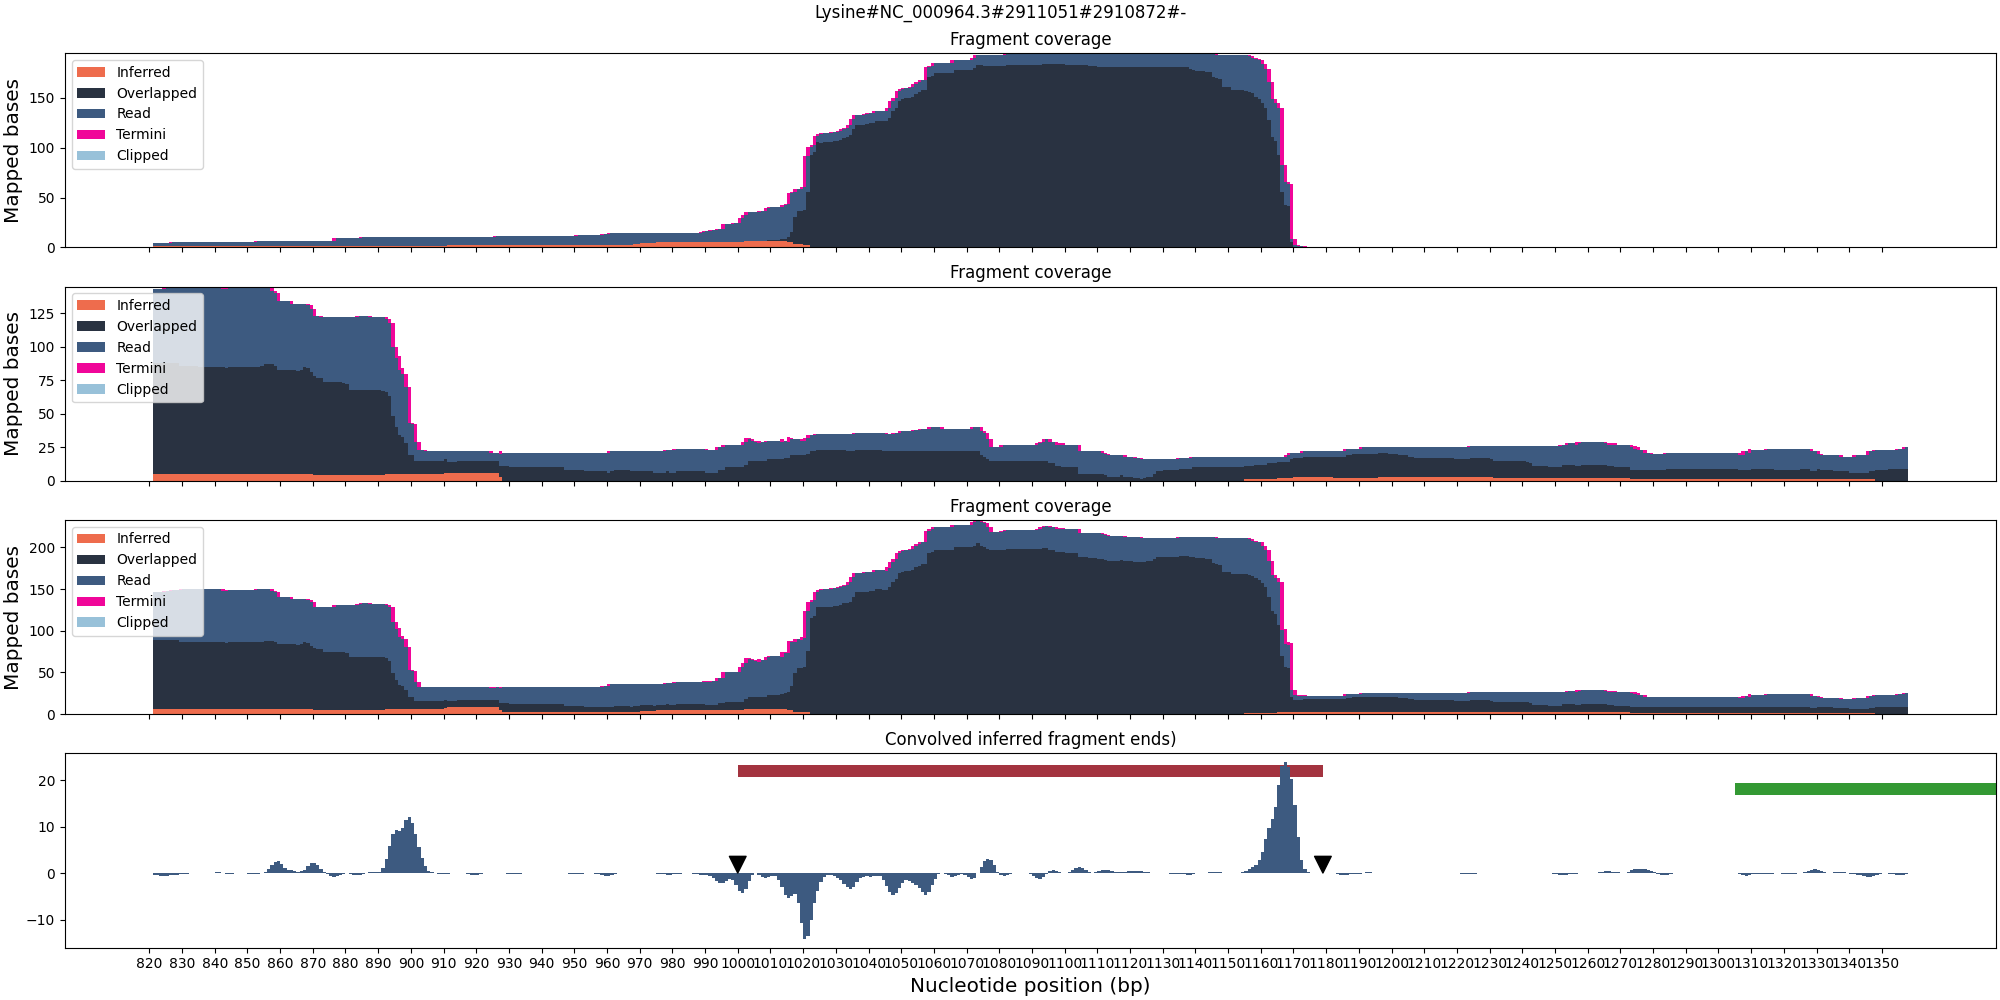 Lysine#NC_000964.3#2911051#2910872#-
Fragment coverage
Mapped bases
150
100
50
0
Inferred
Overlapped
Read
Termini
Clipped
Fragment coverage
Mapped bases
125
100
75
50
25
0
Inferred
Overlapped
Read
Termini
Clipped
Fragment coverage
Mapped bases
200
150
100
50
0
Inferred
Overlapped
Read
Termini
Clipped
Convolved inferred fragment ends)
20
10
0
−10
820 830 840 850 860 870 880 890 900 910 920 930 940 950 960 970 980 990 1000 1010 1020 1030 1040 1050 1060 1070 1080 1090 1100 1110 1120 1130 1140 1150 1160 1170 1180 1190 1200 1210 1220 1230 1240 1250 1260 1270 1280 1290 1300 1310 1320 1330 1340 1350
Nucleotide position (bp)